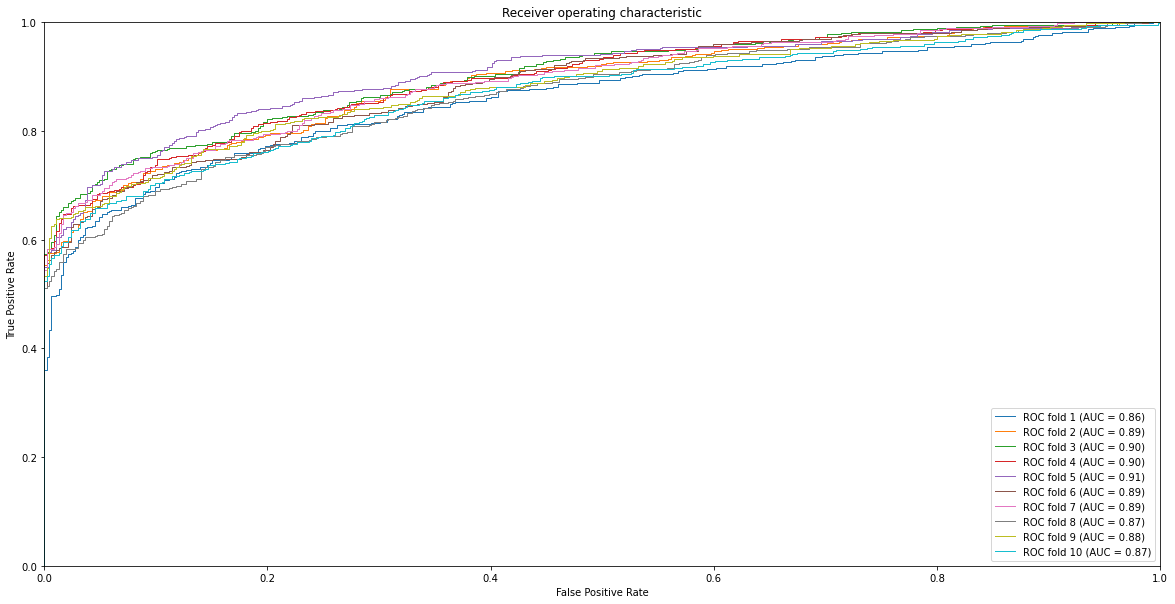 Receiver operating characteristic
1.0
0.8
0.6
0.4
0.2
0.0
True Positive Rate
ROC fold 1 (AUC = 0.86)
ROC fold 2 (AUC = 0.89)
ROC fold 3 (AUC = 0.90)
ROC fold 4 (AUC = 0.90)
ROC fold 5 (AUC = 0.91)
ROC fold 6 (AUC = 0.89)
ROC fold 7 (AUC = 0.89)
ROC fold 8 (AUC = 0.87)
ROC fold 9 (AUC = 0.88)
ROC fold 10 (AUC = 0.87)
0.0 0.2 0.4 0.6 0.8 1.0
False Positive Rate